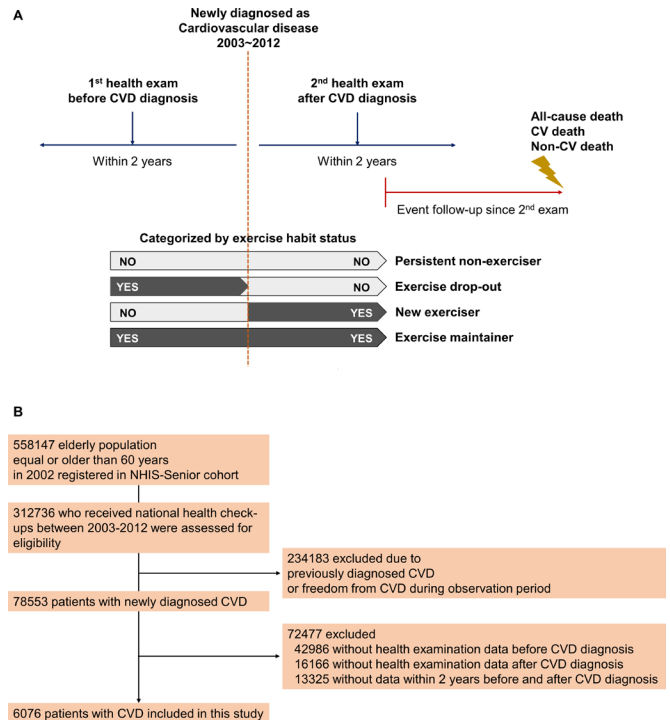 A
Newly diagnosed as
Cardiovascular disease
2003~2012
1st health exam
before CVD diagnosis
2nd health exam
after CVD diagnosis
All-cause death
CV death
Non-CV death
Within 2 years
Within 2 years
Event follow-up since 2nd exam
Categorized by exercise habit status
NO NO Persistent non-exerciser
YES NO Exercise drop-out
NO YES New exerciser
YES YES Exercise maintainer
B
558147 elderly population
equal or older than 60 years
in 2002 registered in NHIS-Senior cohort
312736 who received national health check-
ups between 2003-2012 were assessed for
eligibility
234183 excluded due to
previously diagnosed CVD
or freedom from CVD during observation period
78553 patients with newly diagnosed CVD
72477 excluded
42986 without health examination data before CVD diagnosis
16166 without health examination data after CVD diagnosis
13325 without data within 2 years before and after CVD diagnosis
6076 patients with CVD included in this study